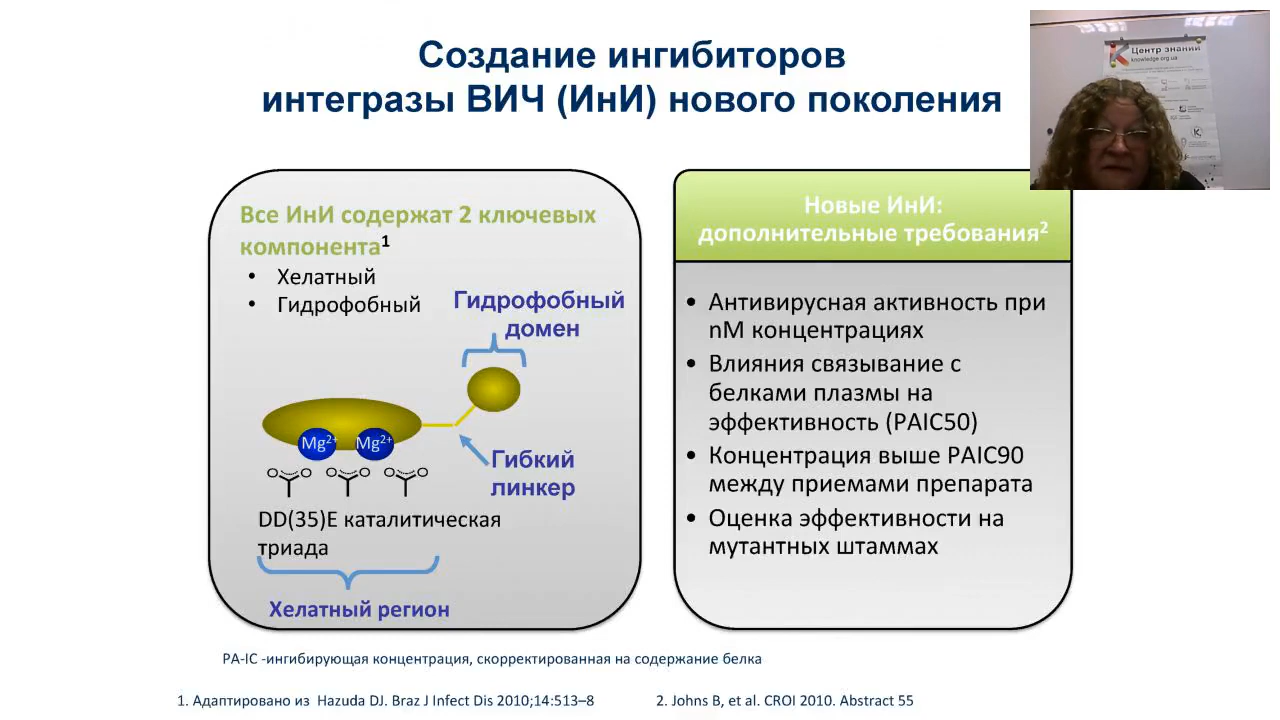 Создание ингибиторов
интегразы ВИЧ (ИнИ) нового поколения
Центр знаний
knowledge.org.ua
Все ИнИ содержат 2 ключевых
компонента1
• Хелатный
• Гидрофобный
Гидрофобный
домен
Mg2+ Mg2+
O O O O O O
Гибкий
линкер
DD(35)E каталитическая
триада
Хелатный регион
Новые ИнИ:
дополнительные требования2
• Антивирусная активность при
nM концентрациях
• Влияния связывание с
белками плазмы на
эффективность (PAIC50)
• Концентрация выше PAIC90
между приемами препарата
• Оценка эффективности на
мутантных штаммах
PA-IC -ингибирующая концентрация, скорректированная на содержание белка
1. Адаптировано из Hazuda DJ. Braz J Infect Dis 2010;14:513–8
2. Johns B, et al. CROI 2010. Abstract 55